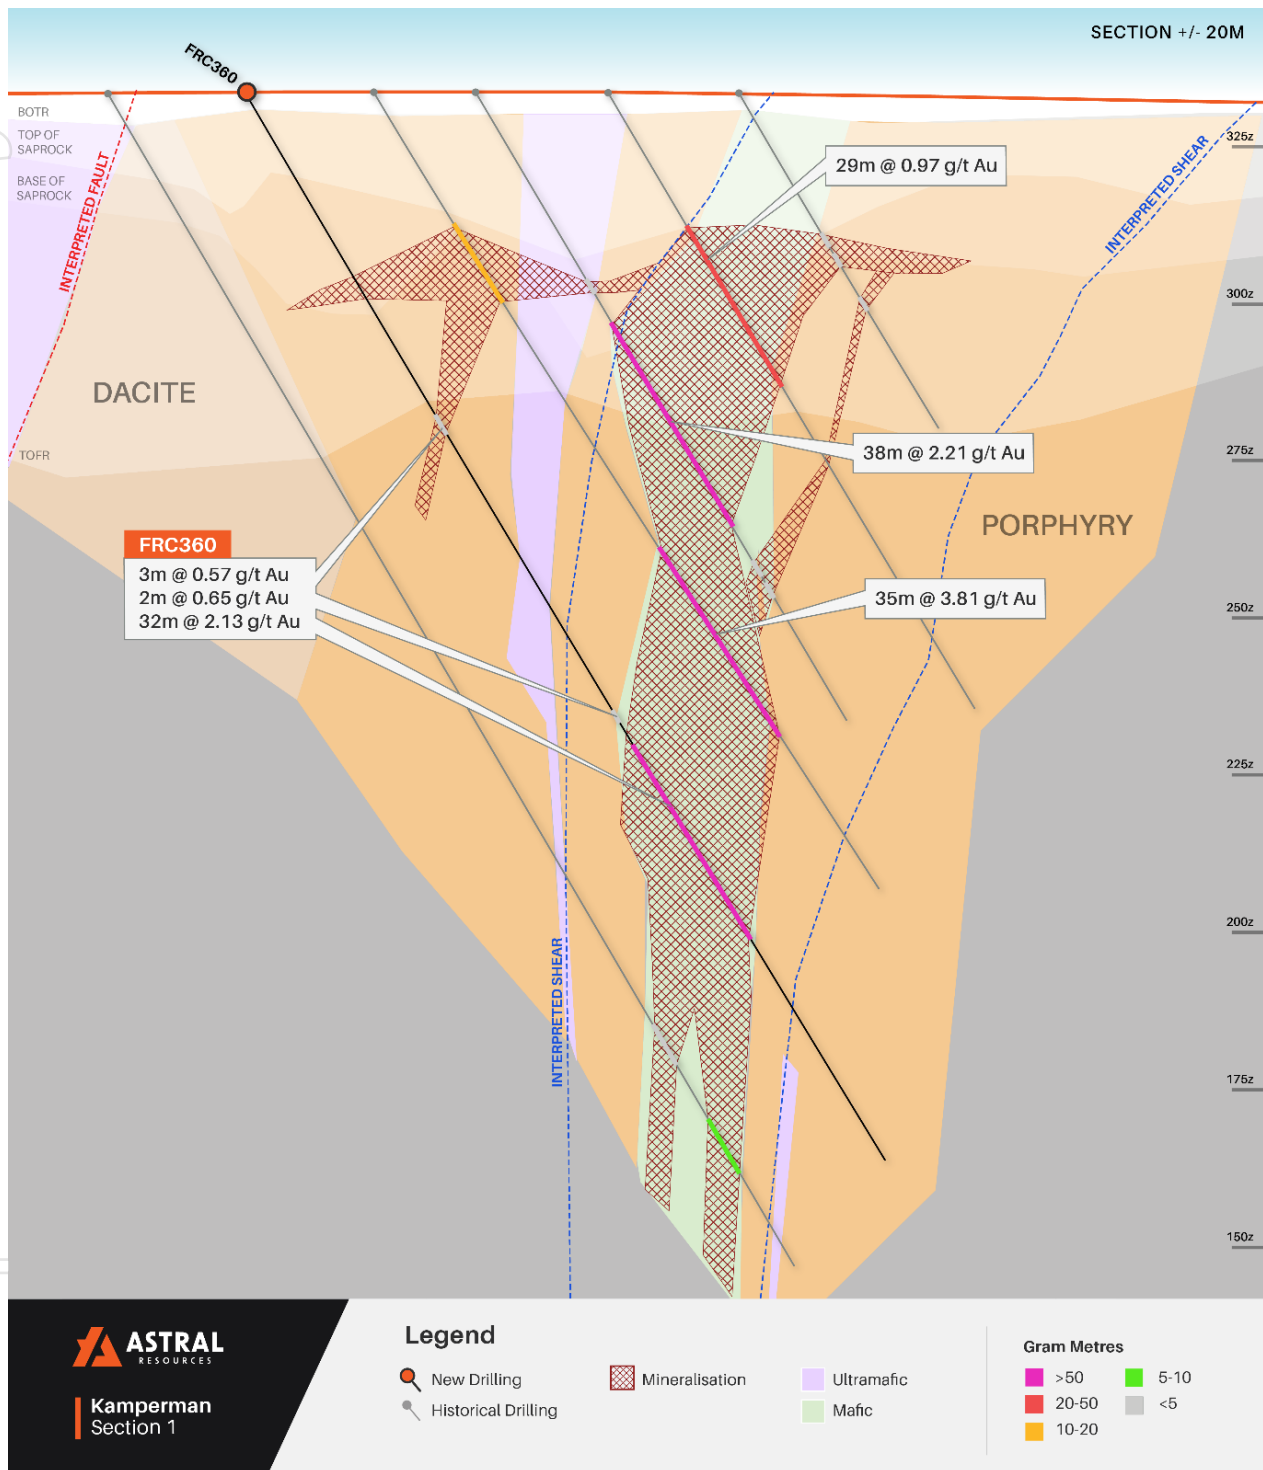 SECTION +/- 20M
FRC360
BOTR
TOP OF
SAPROCK
BASE OF
SAPROCK
INTERPRETED FAULT
DACITE
TOFR
325z
INTERPRETED SHEAR
29m @ 0.97 g/t Au
300z
38m @ 2.21 g/t Au
275z
PORPHYRY
FRC360
3m @ 0.57 g/t Au
2m @ 0.65 g/t Au
32m @ 2.13 g/t Au
35m @ 3.81 g/t Au
250z
225z
200z
INTERPRETED SHEAR
175z
150z
ASTRAL
RESOURCES
Kamperman
Section 1
Legend
New Drilling
Historical Drilling
Mineralisation
Ultramafic
Mafic
Gram Metres
>50
20-50
10-20
5-10
<5